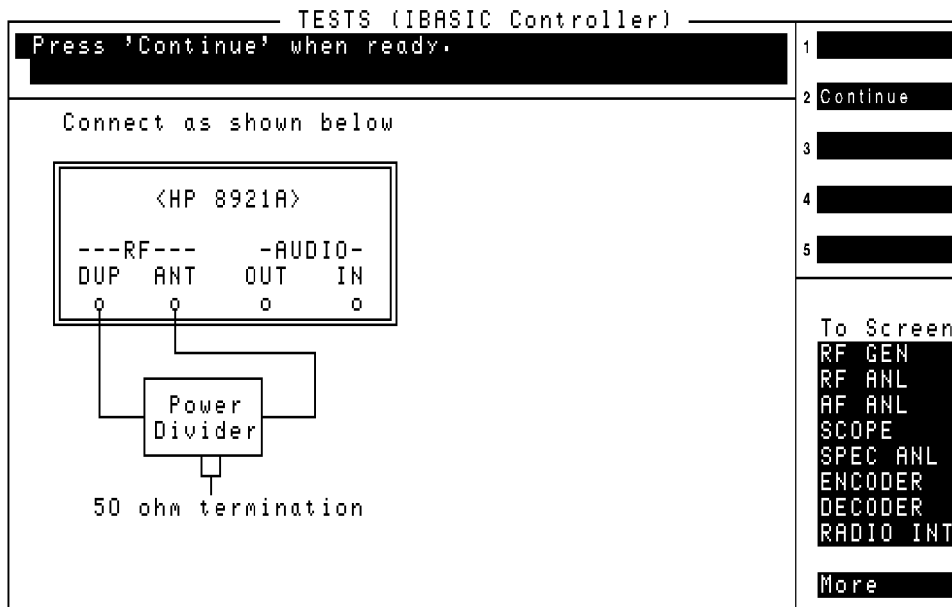 TESTS (IBASIC Controller)
Press 'Continue' when ready.
1
2 Continue
3
4
5
Connect as shown below
<HP 8921A>
---RF--- -AUDIO-
DUP ANT OUT IN
o o o o
Power
Divider
50 ohm termination
To Screen
RF GEN
RF ANL
AF ANL
SCOPE
SPEC ANL
ENCODER
DECODER
RADIO INT
More